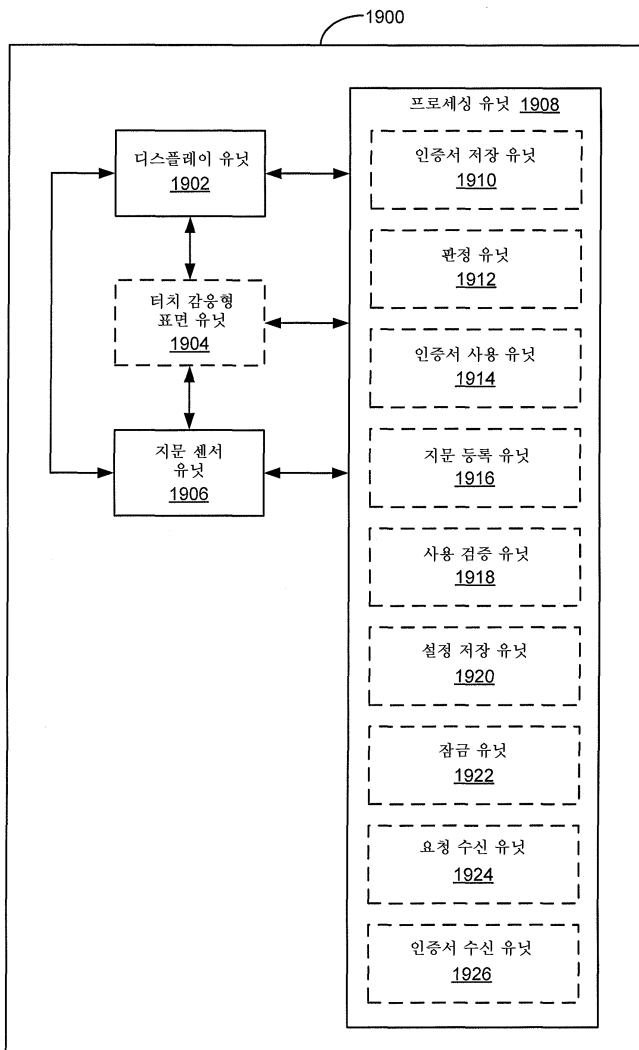 1900
프로세싱 유닛 1908
디스플레이 유닛
1902
터치 감응형
표면 유닛
1904
지문 센서
유닛
1906
인증서 저장 유닛
1910
판정 유닛
1912
인증서 사용 유닛
1914
지문 등록 유닛
1916
사용 검증 유닛
1918
설정 저장 유닛
1920
잠금 유닛
1922
요청 수신 유닛
1924
인증서 수신 유닛
1926